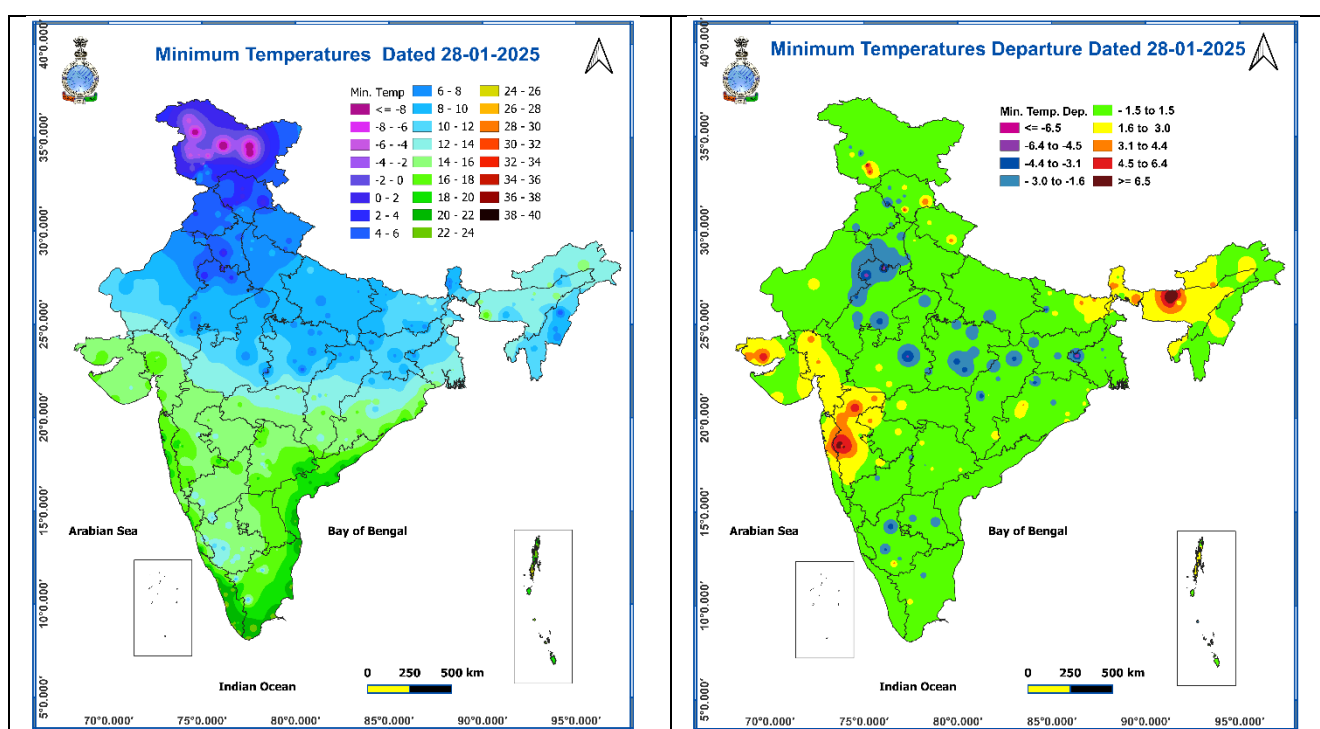 Minimum Temperatures Dated 28-01-2025
Min. Temp
<= -8
-8 - -6
-6 - -4
-4 - -2
-2 - 0
0 - 2
2 - 4
4 - 6
6 - 8
8 - 10
10 - 12
12 - 14
14 - 16
16 - 18
18 - 20
20 - 22
22 - 24
24 - 26
26 - 28
28 - 30
30 - 32
32 - 34
34 - 36
36 - 38
38 - 40
40°0.000'
35°0.000'
30°0.000'
25°0.000'
20°0.000'
15°0.000'
10°0.000'
5°0.000'
Arabian Sea
Bay of Bengal
Indian Ocean
0 250 500 km
70°0.000' 75°0.000' 80°0.000' 85°0.000' 90°0.000' 95°0.000'
Minimum Temperatures Departure Dated 28-01-2025
Min. Temp. Dep.
<= -6.5
-6.4 to -4.5
-4.4 to -3.1
- 3.0 to -1.6
- 1.5 to 1.5
1.6 to 3.0
3.1 to 4.4
4.5 to 6.4
>= 6.5
40°0.000'
35°0.000'
30°0.000'
25°0.000'
20°0.000'
15°0.000'
10°0.000'
5°0.000'
Arabian Sea
Bay of Bengal
Indian Ocean
0 250 500 km
70°0.000' 75°0.000' 80°0.000' 85°0.000' 90°0.000' 95°0.000'